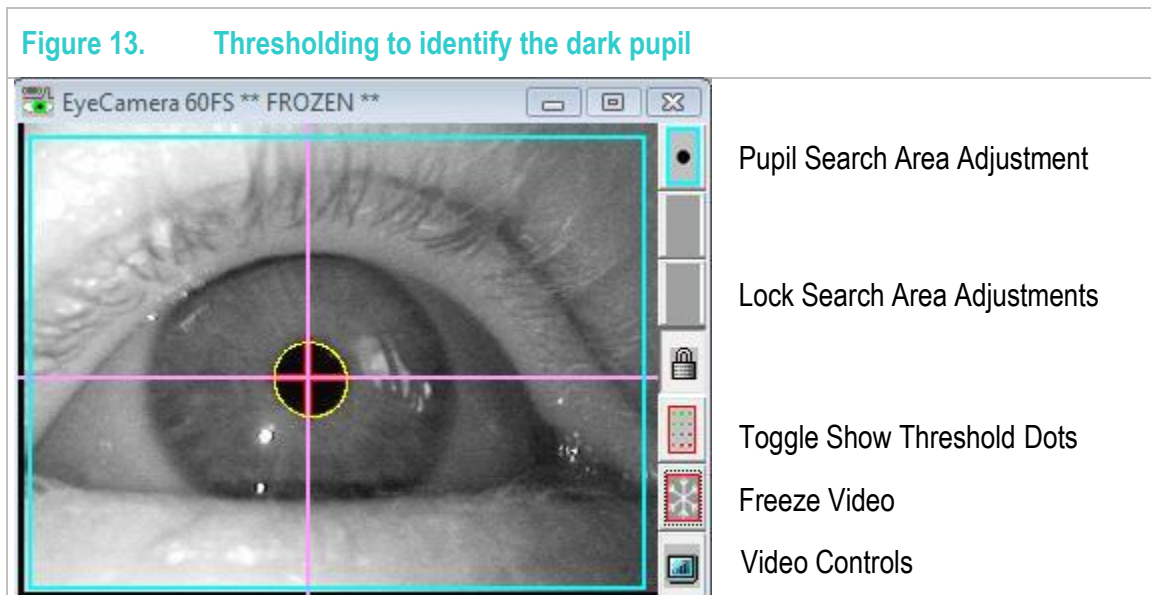 Figure 13. Thresholding to identify the dark pupil
EyeCamera 60FS ** FROZEN **
Pupil Search Area Adjustment
Lock Search Area Adjustments
Toggle Show Threshold Dots
Freeze Video
Video Controls